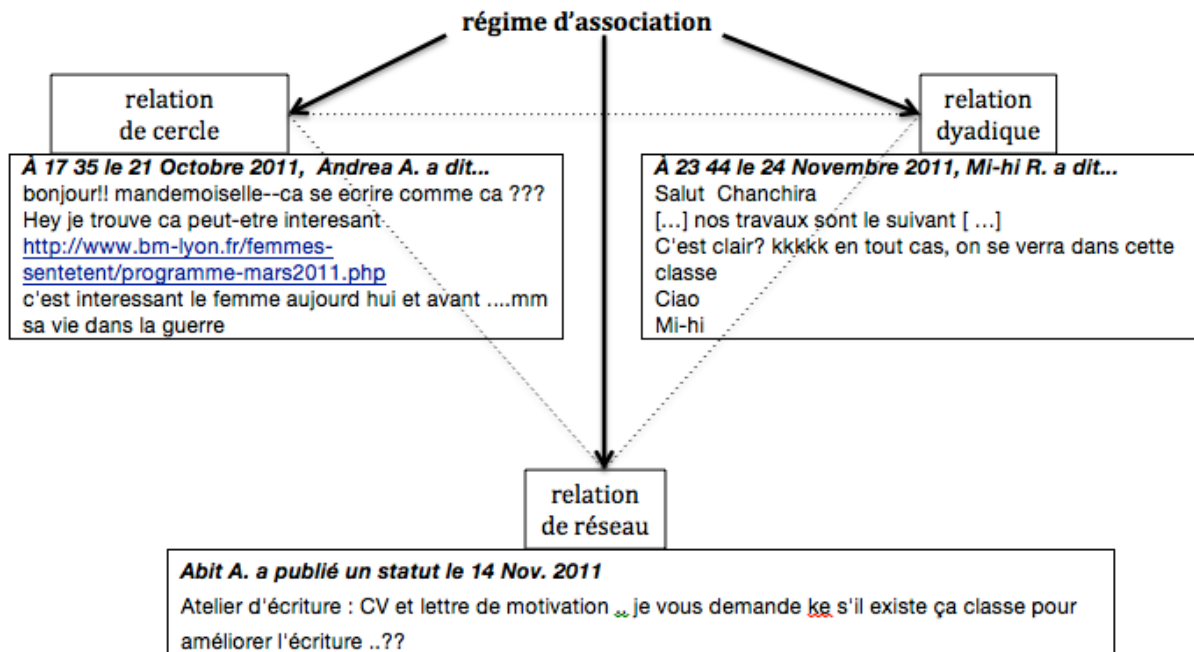 régime d'association
relation
de cercle
À 17 35 le 21 Octobre 2011, Andrea A. a dit...
bonjour!! mandemoiselle--ca se ecrire comme ca ???
Hey je trouve ca peut-etre interesant
http://www.bm-lyon.fr/femmes-
sentetent/programme-mars2011.php
c'est interessant le femme aujourd hui et avant ....mm
sa vie dans la guerre
relation
dyadique
À 23 44 le 24 Novembre 2011, Mi-hi R. a dit...
Salut Chanchira
[...] nos travaux sont le suivant [ ...]
C'est clair? kkkkk en tout cas, on se verra dans cette
classe
Ciao
Mi-hi
relation
de réseau
Abit A. a publié un statut le 14 Nov. 2011
Atelier d'écriture : CV et lettre de motivation .. je vous demande ke s'il existe ça classe pour
améliorer l'écriture ..??